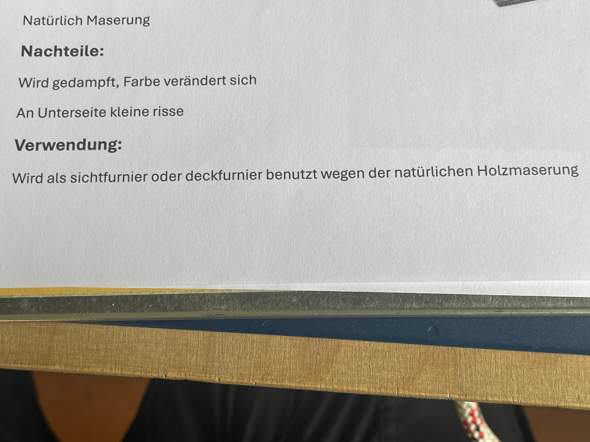 Natürlich Maserung
Nachteile:
Wird gedampft, Farbe verändert sich
An Unterseite kleine risse
Verwendung:
Wird als sichtfurnier oder deckfurnier benutzt wegen der natürlichen Holzmaserung